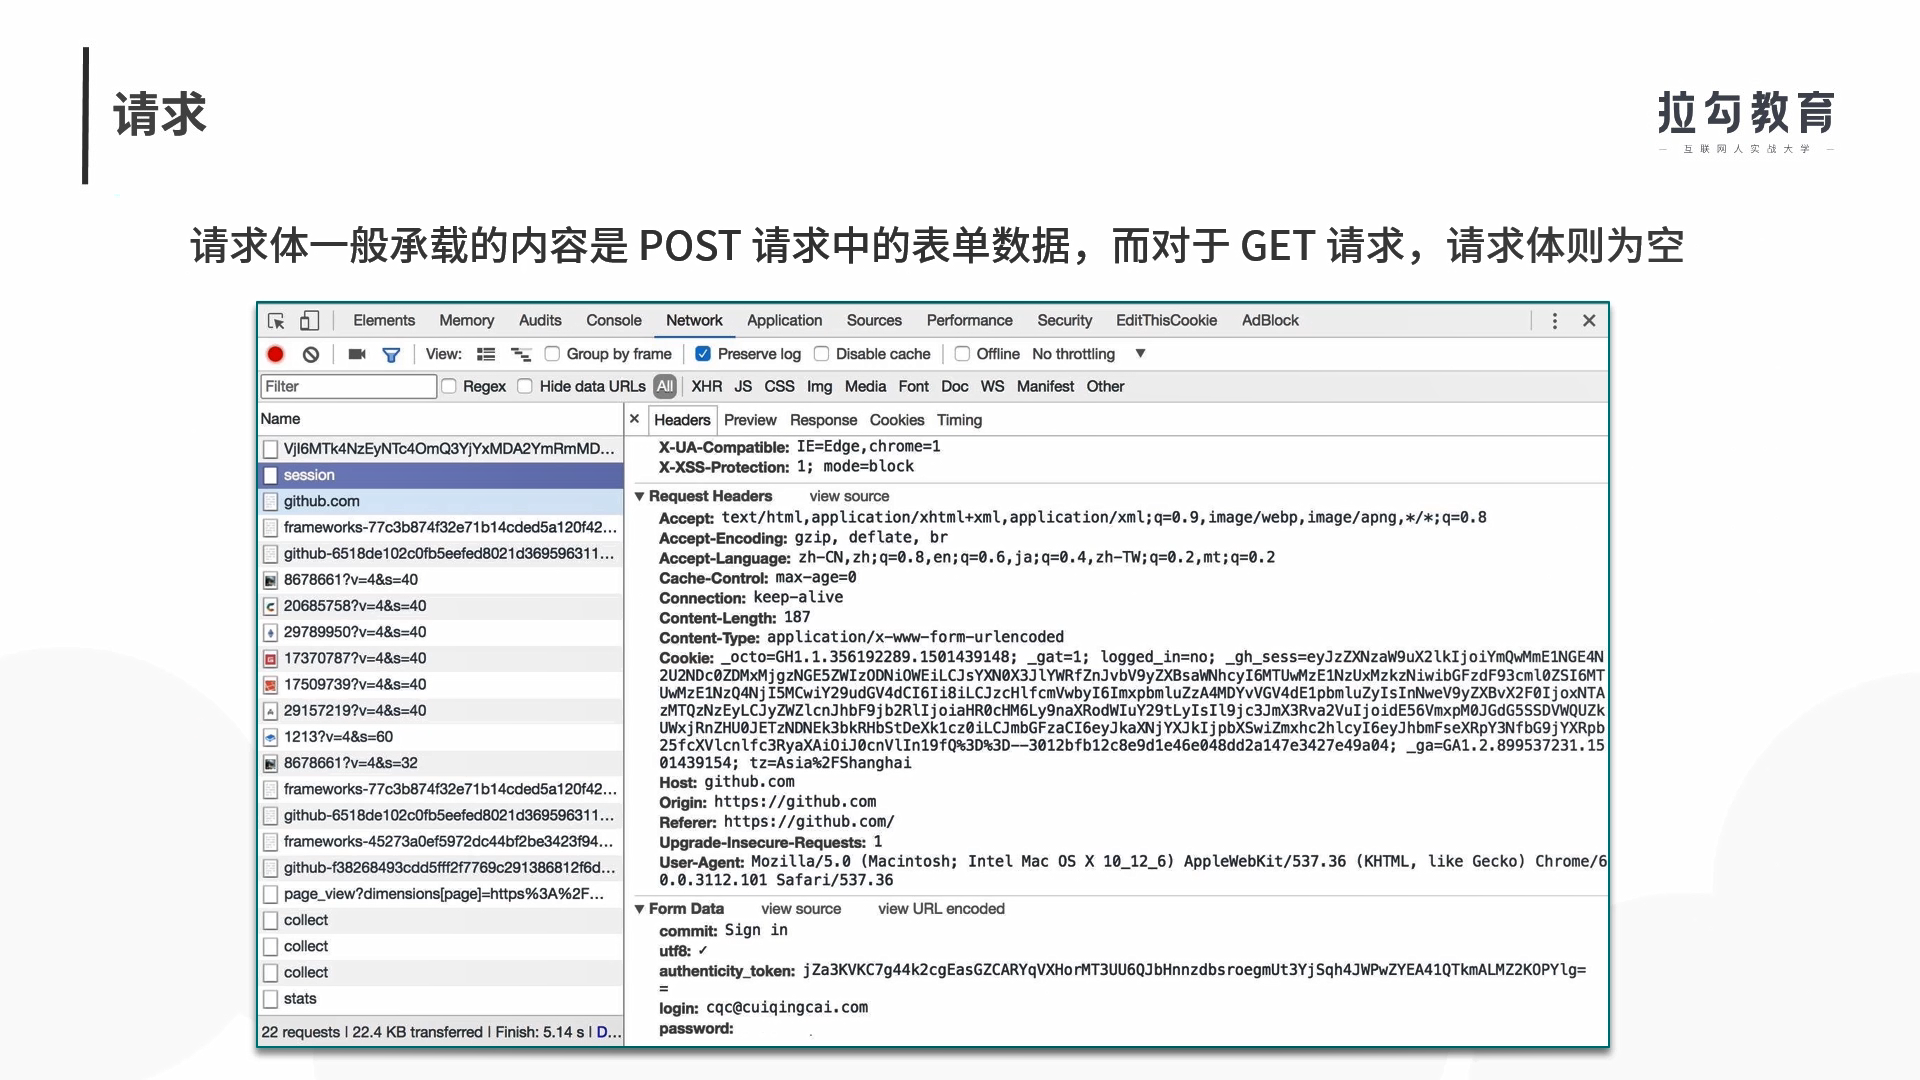 请求
拉勾教育
互联网人实战大学
请求体一般承载的内容是 POST 请求中的表单数据，而对于 GET 请求，请求体则为空
Elements Memory Audits Console Network Application Sources Performance Security EditThisCookie AdBlock
View: Group by frame Preserve log Disable cache Offline No throttling
Filter Regex Hide data URLs All XHR JS CSS Img Media Font Doc WS Manifest Other
Name
VjI6MTk4NzEyNTc4OmQ3YjYxMDA2YmRmMD...
session
github.com
frameworks-77c3b874f32e71b14cded5a120f42...
github-6518de102c0fb5eefed8021d369596311...
8678661?v=4&s=40
20685758?v=4&s=40
29789950?v=4&s=40
17370787?v=4&s=40
17509739?v=4&s=40
29157219?v=4&s=40
1213?v=4&s=60
8678661?v=4&s=32
frameworks-77c3b874f32e71b14cded5a120f42...
github-6518de102c0fb5eefed8021d369596311...
frameworks-45273a0ef5972dc44bf2be3423f94...
github-f38268493cdd5fff2f7769c291386812f6d...
page_view?dimensions[page]=https%3A%2F...
collect
collect
collect
stats
22 requests | 22.4 KB transferred | Finish: 5.14 s | D...
Headers Preview Response Cookies Timing
X-UA-Compatible: IE=Edge,chrome=1
X-XSS-Protection: 1; mode=block
Request Headers view source
Accept: text/html,application/xhtml+xml,application/xml;q=0.9,image/webp,image/apng,*/*;q=0.8
Accept-Encoding: gzip, deflate, br
Accept-Language: zh-CN,zh;q=0.8,en;q=0.6,ja;q=0.4,zh-TW;q=0.2,mt;q=0.2
Cache-Control: max-age=0
Connection: keep-alive
Content-Length: 187
Content-Type: application/x-www-form-urlencoded
Cookie: _octo=GH1.1.356192289.1501439148; _gat=1; logged_in=no; _gh_sess=eyJzZXNzaW9uX2lkIjoiYmQwMmE1NGE4N
2U2NDc0ZDMxMjgzNGE5ZWIzODNiOWEiLCJsYXN0X3JlYWRfZnJvbV9yZXBsaWNhcyI6MTUwMzE1NzUxMzkzNiwibGFzdF93cml0ZSI6MT
UwMzE1NzQ4NjI5MCwiY29udGV4dCI6Ii8iLCJzcHlfcmVwbyI6ImxpbmluZzA4MDYvVGV4dE1pbmluZyIsInNweV9yZXBvX2F0IjoxNTA
zMTQzNzEyLCJyZWZlcnJhbF9jb2RlIjoiaHR0cHM6Ly9naXRodWIuY29tLyIsIl9jc3JmX3Rva2VuIjoidE56VmxpM0JGdG5SSDVWQUZk
UWxjRnZHU0JETzNDNEk3bkRHbStDeXk1cz0iLCJmbGFzaCI6eyJkaXNjYXJkIjpbXSwiZmxhc2hlcyI6eyJhbmFseXRpY3NfbG9jYXRpb
25fcXVlcnlfc3RyaXAiOiJ0cnVlIn19fQ%3D%3D--3012bfb12c8e9d1e46e048dd2a147e3427e49a04; _ga=GA1.2.899537231.15
01439154; tz=Asia%2FShanghai
Host: github.com
Origin: https://github.com
Referer: https://github.com/
Upgrade-Insecure-Requests: 1
User-Agent: Mozilla/5.0 (Macintosh; Intel Mac OS X 10_12_6) AppleWebKit/537.36 (KHTML, like Gecko) Chrome/6
0.0.3112.101 Safari/537.36
Form Data view source view URL encoded
commit: Sign in
utf8: ✓
authenticity_token: jZa3KVKC7g44k2cgEasGZCARYqVXHorMT3UU6QJbHnnzdbsroegmUt3YjSqh4JWPwZYEA41QTkmALMZ2KOPYlg=
=
login: cqc@cuiqingcai.com
password: